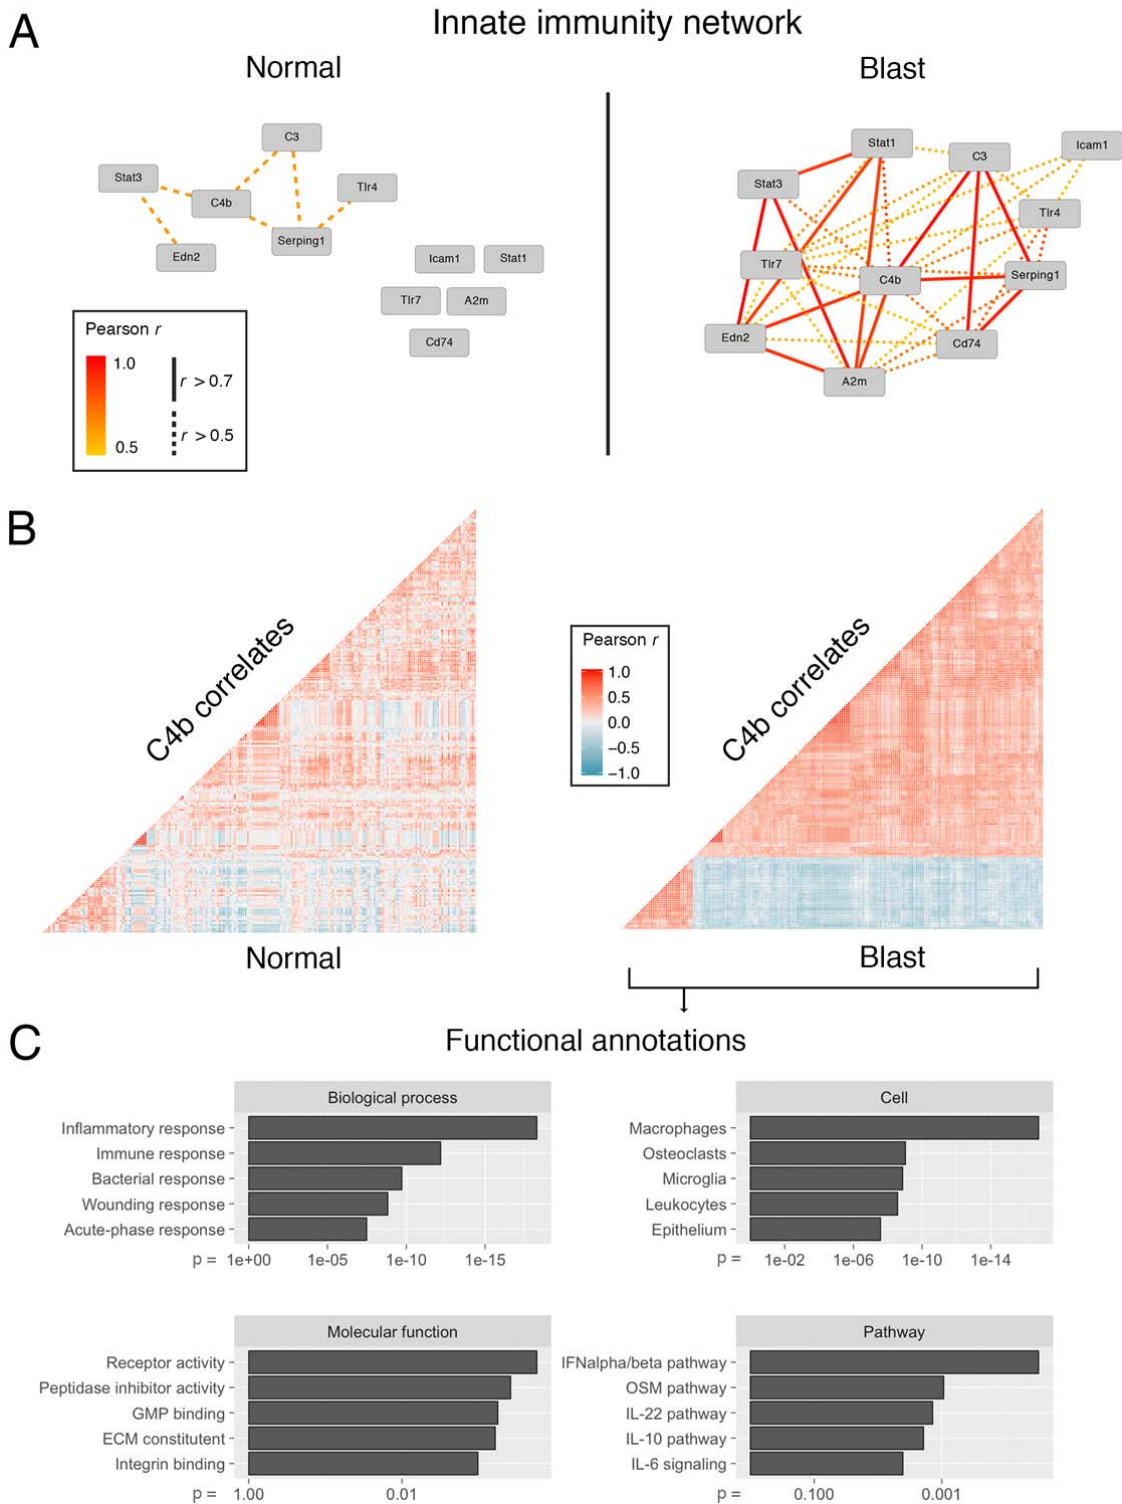 A
Innate immunity network
Normal
Blast
C3
Stat3
Tlr4
C4b
Serping1
Edn2
Icam1
Stat1
Tlr7
A2m
Cd74
Pearson r
1.0
r > 0.7
0.5
r > 0.5
Stat1
Icam1
C3
Stat3
Tlr4
Tlr7
C4b
Serping1
Edn2
Cd74
A2m
B
C4b correlates
Normal
Pearson r
1.0
0.5
0.0
−0.5
−1.0
C4b correlates
Blast
C
Functional annotations
Biological process
Inflammatory response
Immune response
Bacterial response
Wounding response
Acute-phase response
p = 1e+00 1e-05 1e-10 1e-15
Cell
Macrophages
Osteoclasts
Microglia
Leukocytes
Epithelium
p = 1e-02 1e-06 1e-10 1e-14
Molecular function
Receptor activity
Peptidase inhibitor activity
GMP binding
ECM constitutent
Integrin binding
p = 1.00 0.01
Pathway
IFNalpha/beta pathway
OSM pathway
IL-22 pathway
IL-10 pathway
IL-6 signaling
p = 0.100 0.001